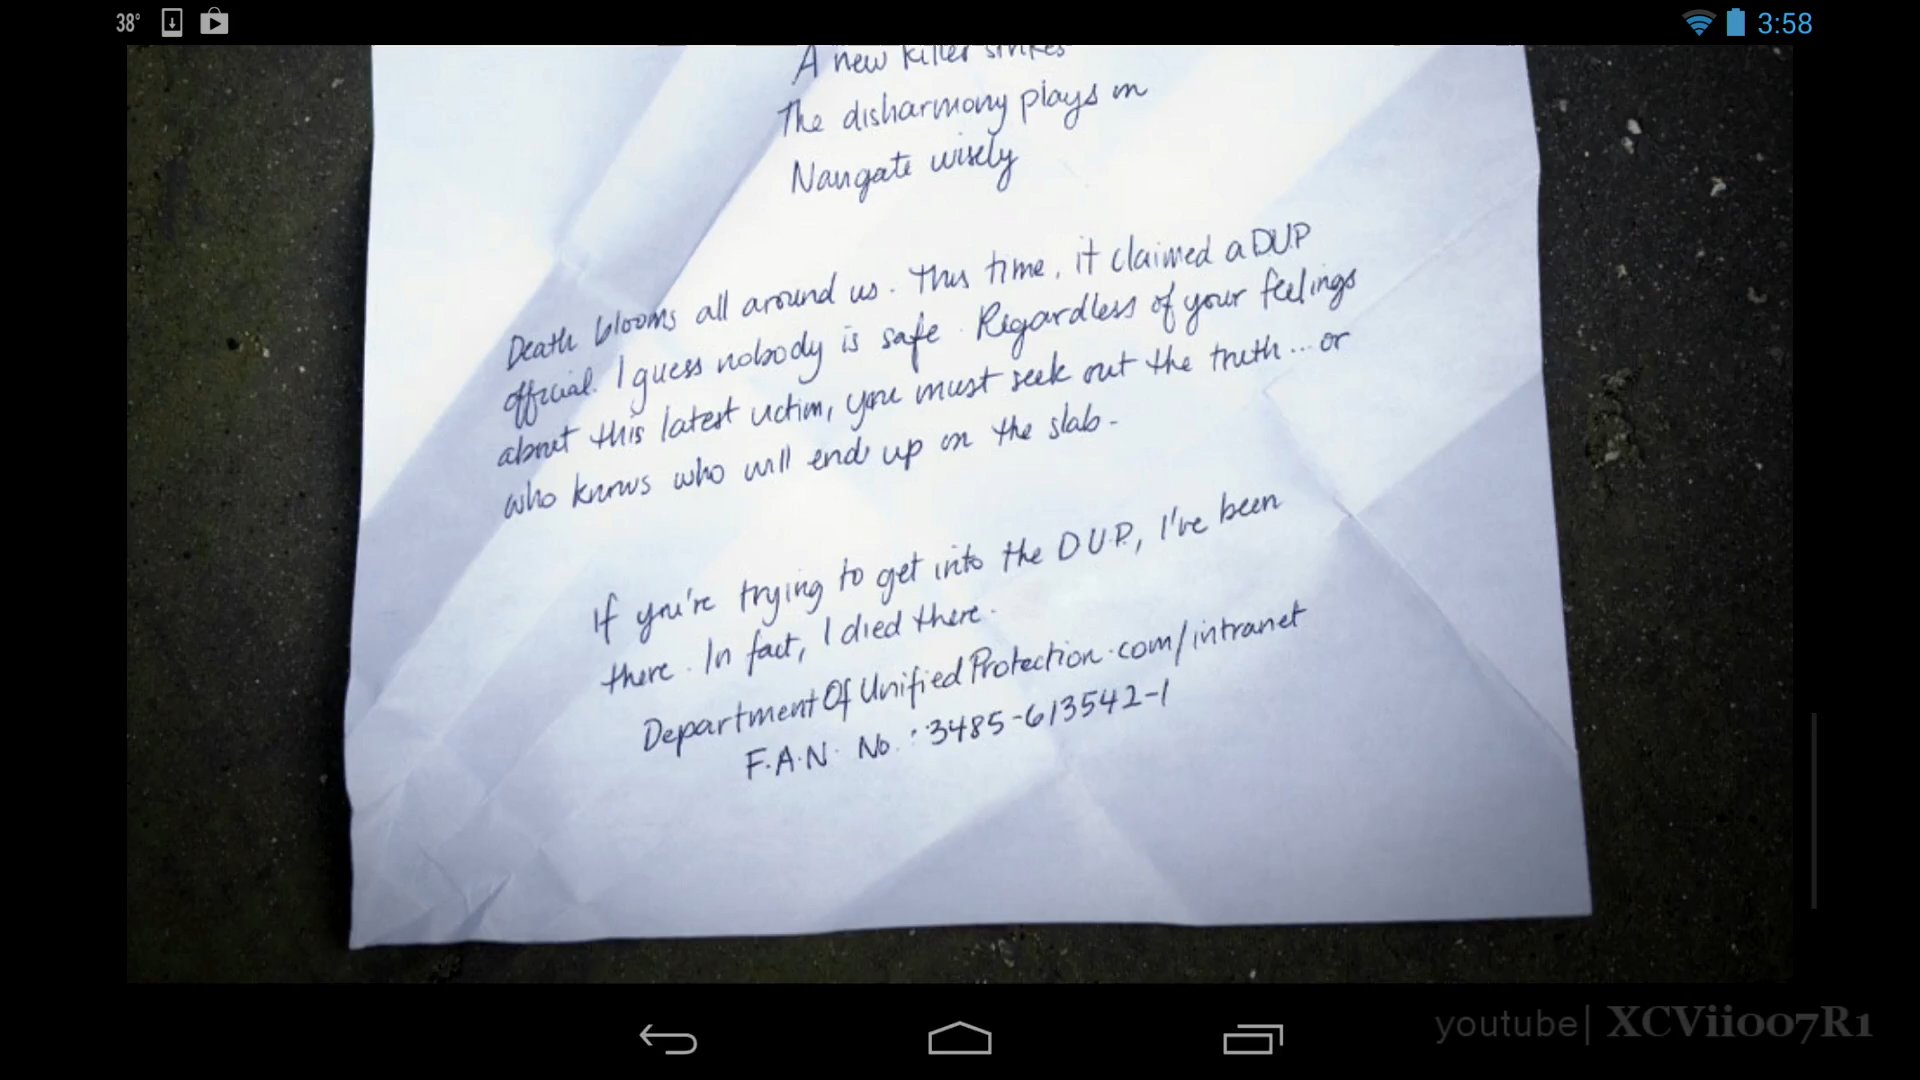 38°
3:58
A new killer strikes
The disharmony plays on
Navigate wisely
Death blooms all around us. This time, it claimed a D.U.P
official. I guess nobody is safe. Regardless of your feelings
about this latest victim, you must seek out the truth... or
who knows who will end up on the slab.
If you're trying to get into the D.U.P., I've been
there. In fact, I died there.
DepartmentOfUnifiedProtection.com/intranet
F.A.N. No.: 3485-613542-1
youtube| XCVii007R1